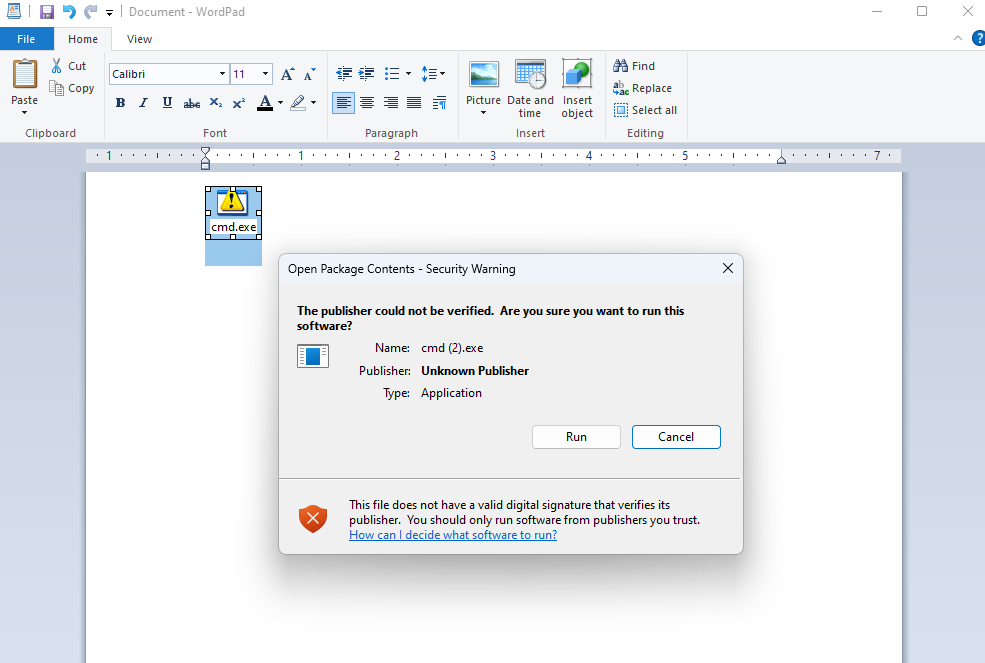 Document - WordPad
File Home View
Paste
Cut
Copy
Clipboard
Calibri 11
B I U abc X₂ X²
A
Font
Paragraph
Picture
Date and time
Insert object
Insert
Find
Replace
Select all
Editing
1 1 2 3 4 5 7
cmd.exe
Open Package Contents - Security Warning
The publisher could not be verified. Are you sure you want to run this
software?
Name: cmd (2).exe
Publisher: Unknown Publisher
Type: Application
Run Cancel
This file does not have a valid digital signature that verifies its
publisher. You should only run software from publishers you trust.
How can I decide what software to run?